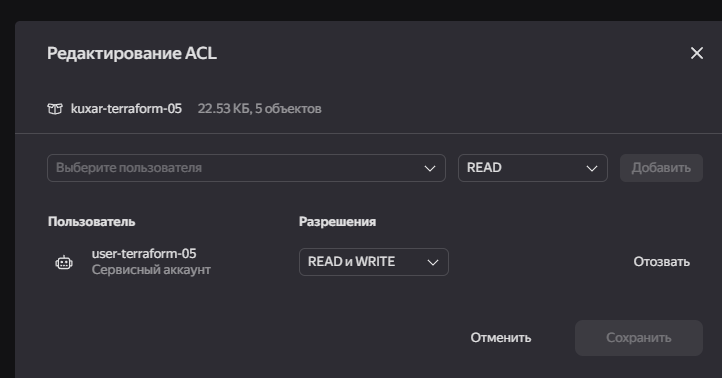 Редактирование ACL
kuxar-terraform-05 22.53 КБ, 5 объектов
Выберите пользователя READ Добавить
Пользователь Разрешения
user-terraform-05
Сервисный аккаунт
READ и WRITE Отозвать
Отменить Сохранить